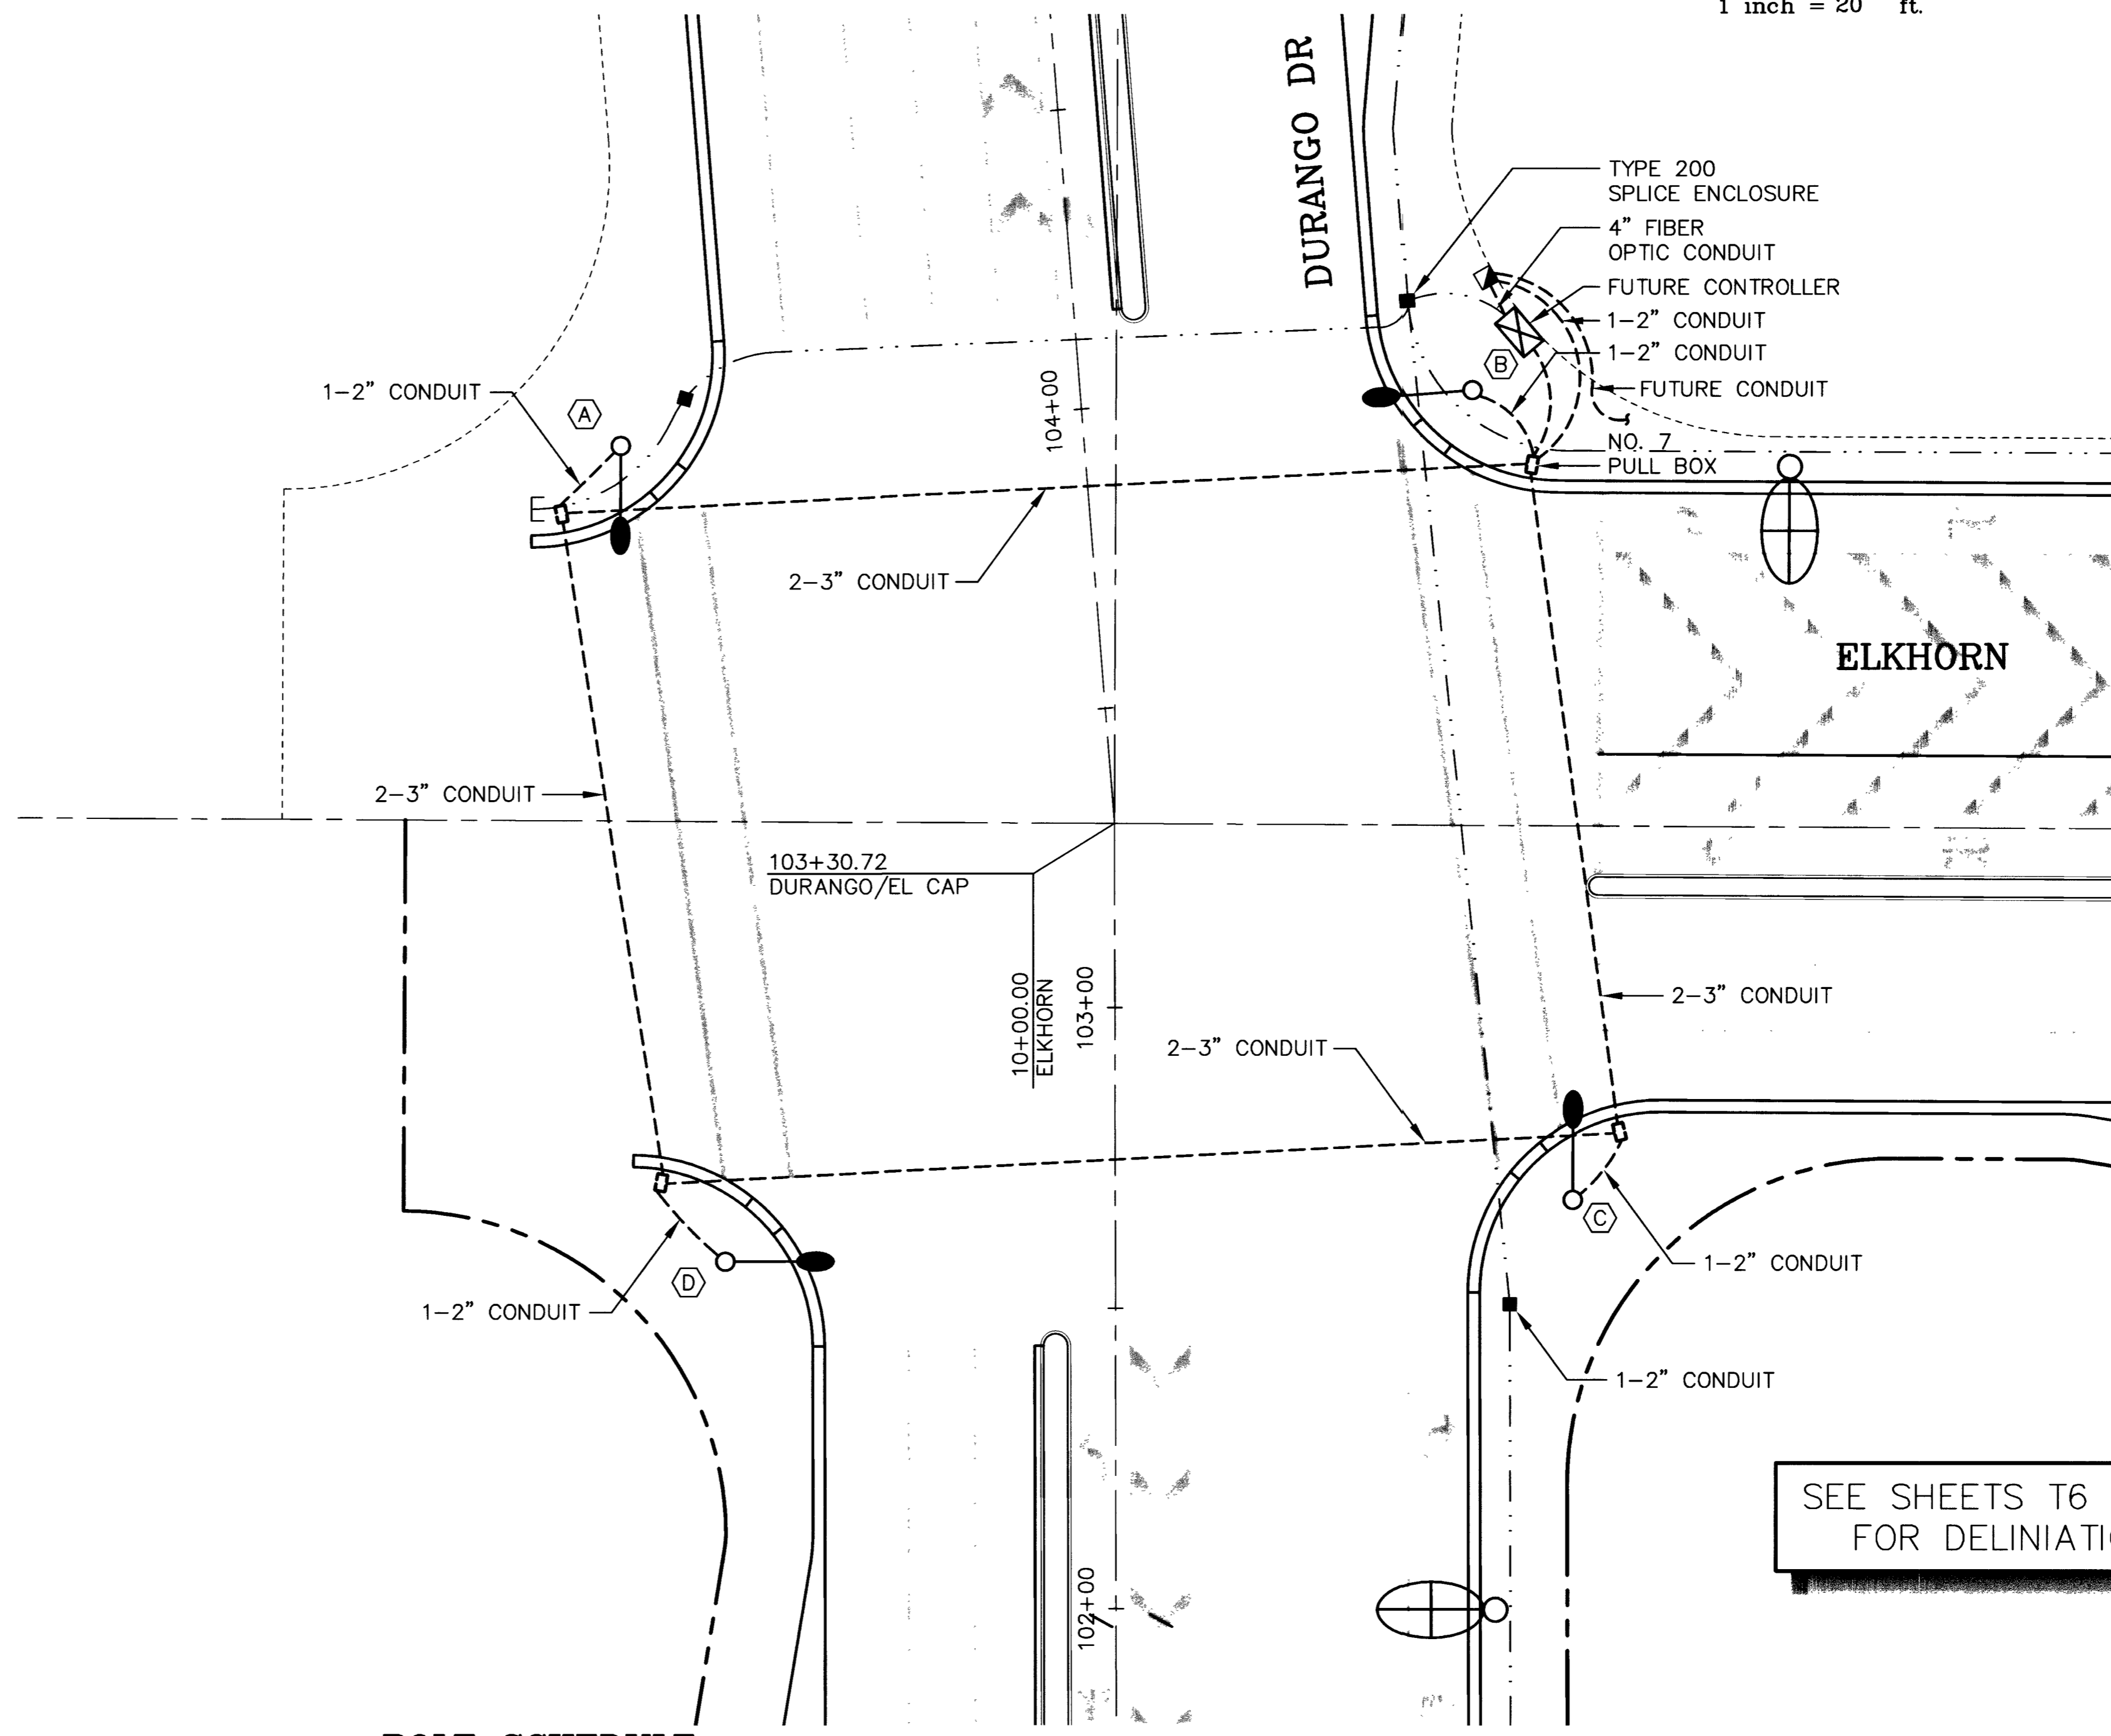 1 inch = 20 ft.
DURANGO DR
TYPE 200
SPLICE ENCLOSURE
4" FIBER
OPTIC CONDUIT
FUTURE CONTROLLER
1-2" CONDUIT
1-2" CONDUIT
FUTURE CONDUIT
NO. 7
PULL BOX
B
1-2" CONDUIT
A
E
104+00
2-3" CONDUIT
ELKHORN
2-3" CONDUIT
103+30.72
DURANGO/EL CAP
10+00.00
ELKHORN
103+00
2-3" CONDUIT
2-3" CONDUIT
C
1-2" CONDUIT
D
1-2" CONDUIT
1-2" CONDUIT
SEE SHEETS T6
FOR DELINIATI
102+00
POLE SCHEDULE